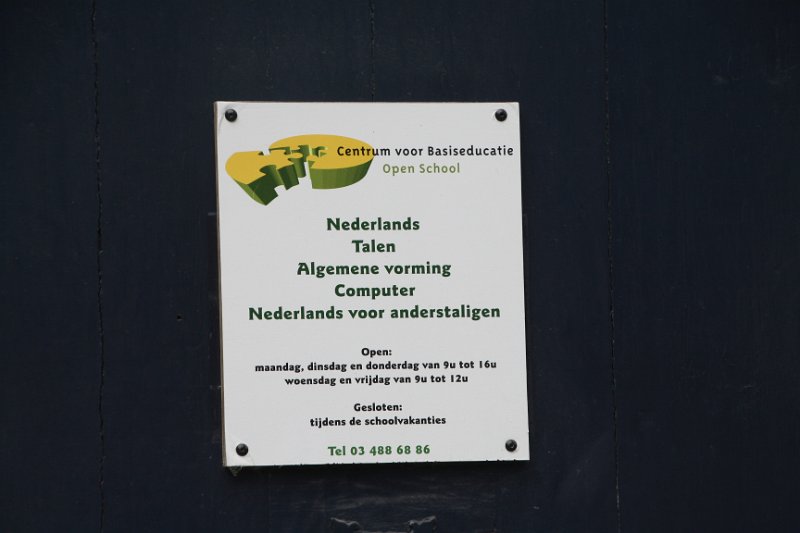 Centrum voor Basiseducatie
Open School
Nederlands
Talen
Algemene vorming
Computer
Nederlands voor anderstaligen
Open:
maandag, dinsdag en donderdag van 9u tot 16u
woensdag en vrijdag van 9u tot 12u
Gesloten:
tijdens de schoolvakanties
Tel 03 488 68 86